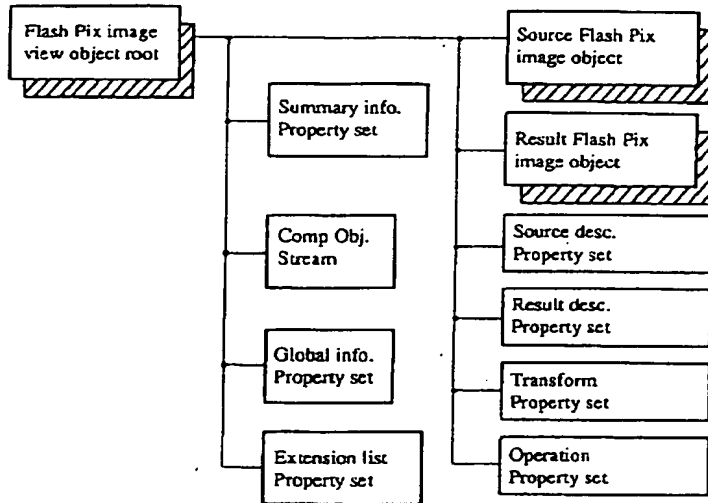 Flash Pix image
view object root
Summary info.
Property set
Comp Obj.
Stream
Global info.
Property set
Extension list
Property set
Source Flash Pix
image object
Result Flash Pix
image object
Source desc.
Property set
Result desc.
Property set
Transform
Property set
Operation
Property set